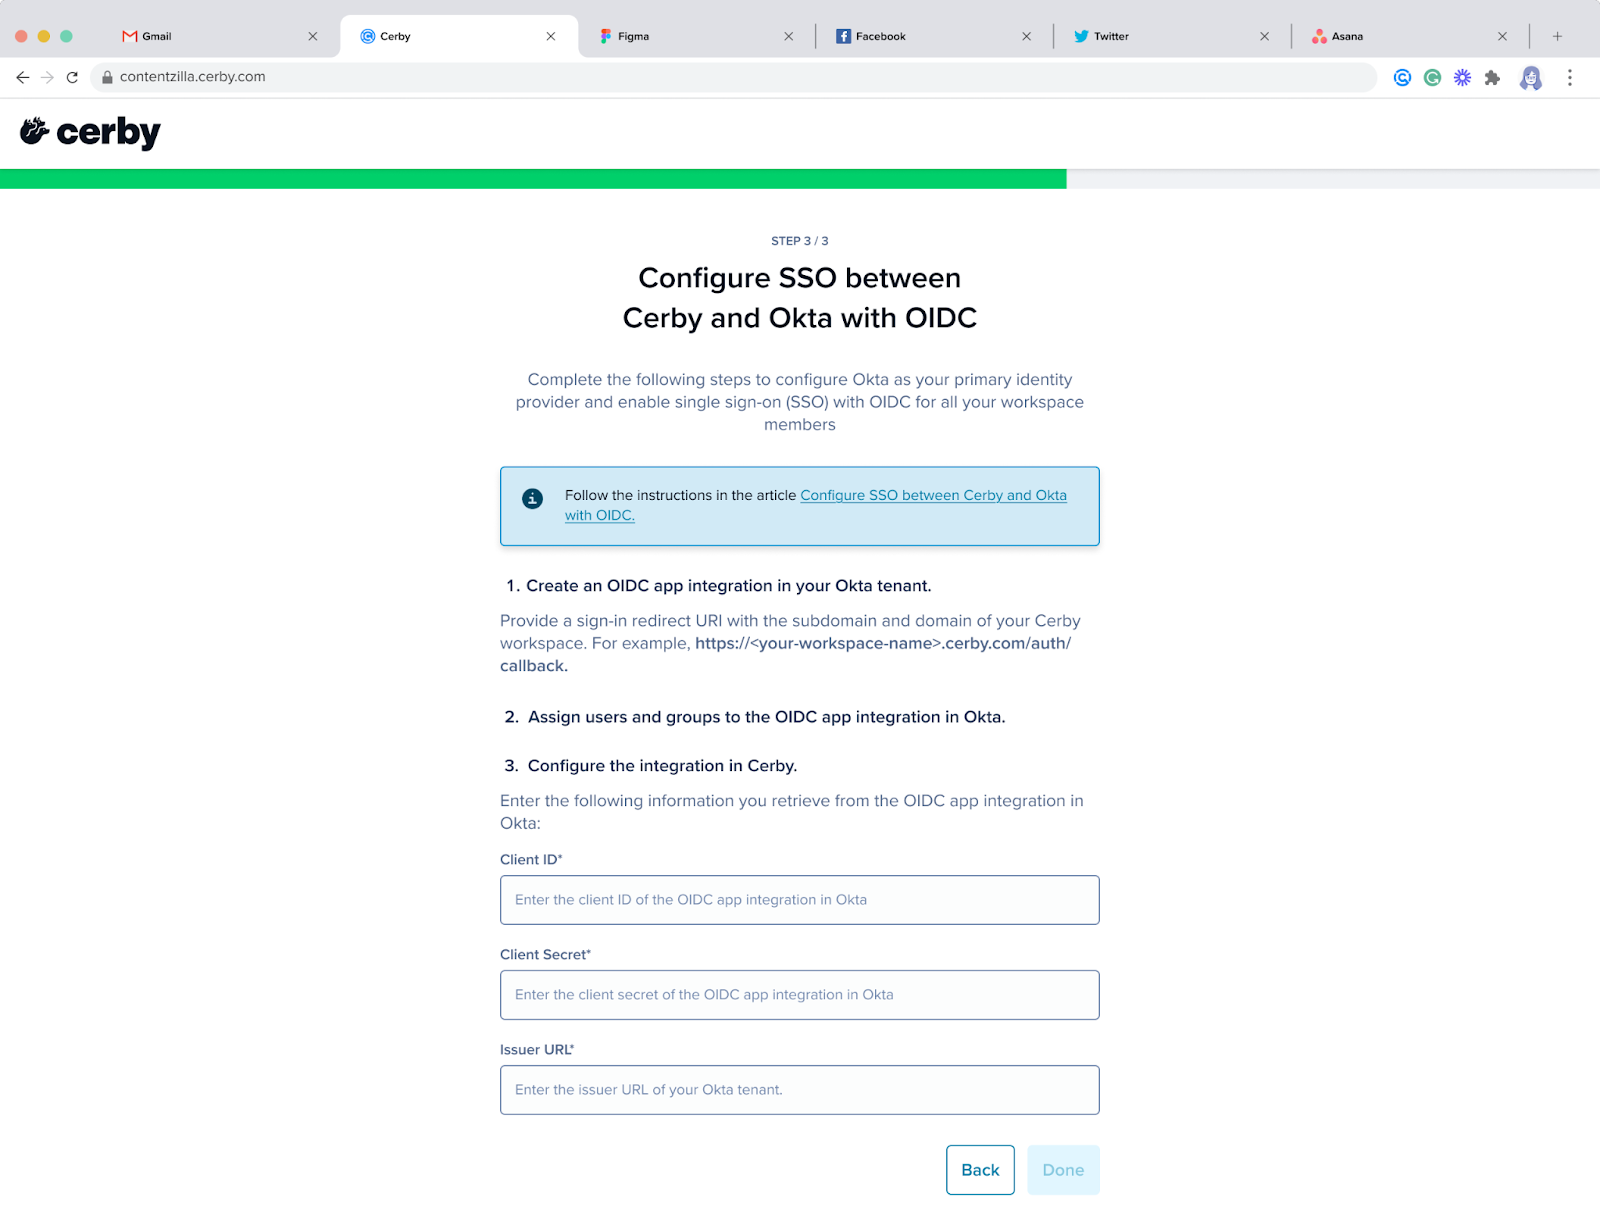 Gmail
Cerby
Figma
Facebook
Twitter
Asana
contentzilla.cerby.com
cerby
STEP 3 / 3
Configure SSO between
Cerby and Okta with OIDC
Complete the following steps to configure Okta as your primary identity
provider and enable single sign-on (SSO) with OIDC for all your workspace
members
Follow the instructions in the article Configure SSO between Cerby and Okta
with OIDC.
1. Create an OIDC app integration in your Okta tenant.
Provide a sign-in redirect URI with the subdomain and domain of your Cerby
workspace. For example, https://<your-workspace-name>.cerby.com/auth/
callback.
2. Assign users and groups to the OIDC app integration in Okta.
3. Configure the integration in Cerby.
Enter the following information you retrieve from the OIDC app integration in
Okta:
Client ID*
Enter the client ID of the OIDC app integration in Okta
Client Secret*
Enter the client secret of the OIDC app integration in Okta
Issuer URL*
Enter the issuer URL of your Okta tenant.
Back
Done